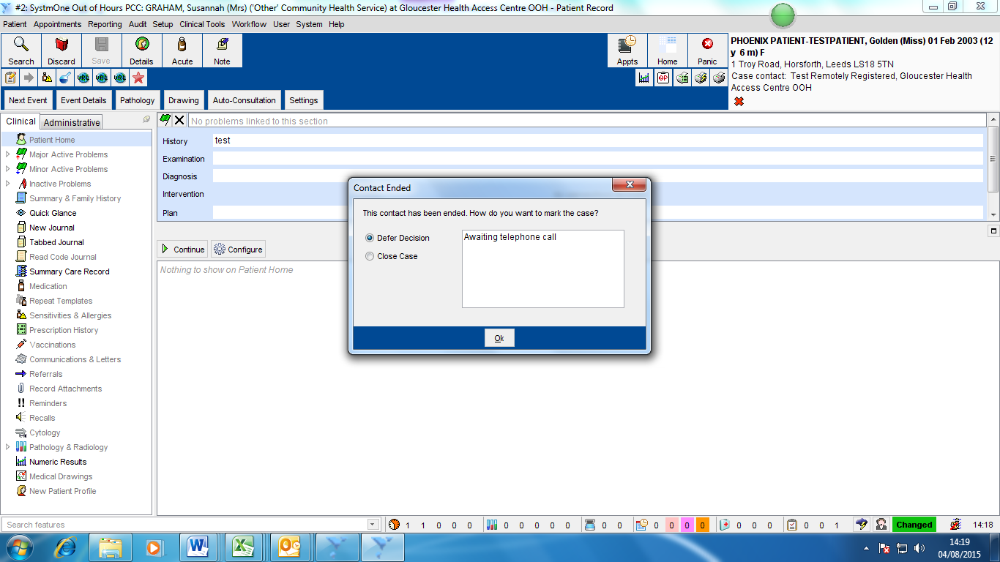 #2: SystmOne Out of Hours PCC: GRAHAM, Susannah (Mrs) ('Other' Community Health Service) at Gloucester Health Access Centre OOH - Patient Record
Patient Appointments Reporting Audit Setup Clinical Tools Workflow User System Help
Search Discard Save Details Acute Note Appts Home Panic
PHOENIX PATIENT-TESTPATIENT, Golden (Miss) 01 Feb 2003 (12
y 6 m) F
1 Troy Road, Horsforth, Leeds LS18 5TN
Case contact: Test Remotely Registered, Gloucester Health
Access Centre OOH
URL URL URL GP
Next Event Event Details Pathology Drawing Auto-Consultation Settings
Clinical Administrative
Patient Home
Major Active Problems
Minor Active Problems
Inactive Problems
Summary & Family History
Quick Glance
New Journal
Tabbed Journal
Read Code Journal
Summary Care Record
Medication
Repeat Templates
Sensitivities & Allergies
Prescription History
Vaccinations
Communications & Letters
Referrals
Record Attachments
Reminders
Recalls
Cytology
Pathology & Radiology
Numeric Results
Medical Drawings
New Patient Profile
No problems linked to this section
History test
Examination
Diagnosis
Intervention
Plan
Continue Configure
Nothing to show on Patient Home
Contact Ended
This contact has been ended. How do you want to mark the case?
Defer Decision
Close Case
Awaiting telephone call
Ok
Search features 1 1 0 0 0 0 0 0 0 0 0 0 0 0 0 0 0 0 0 0 0 1 Changed 14:18
14:19
04/08/2015